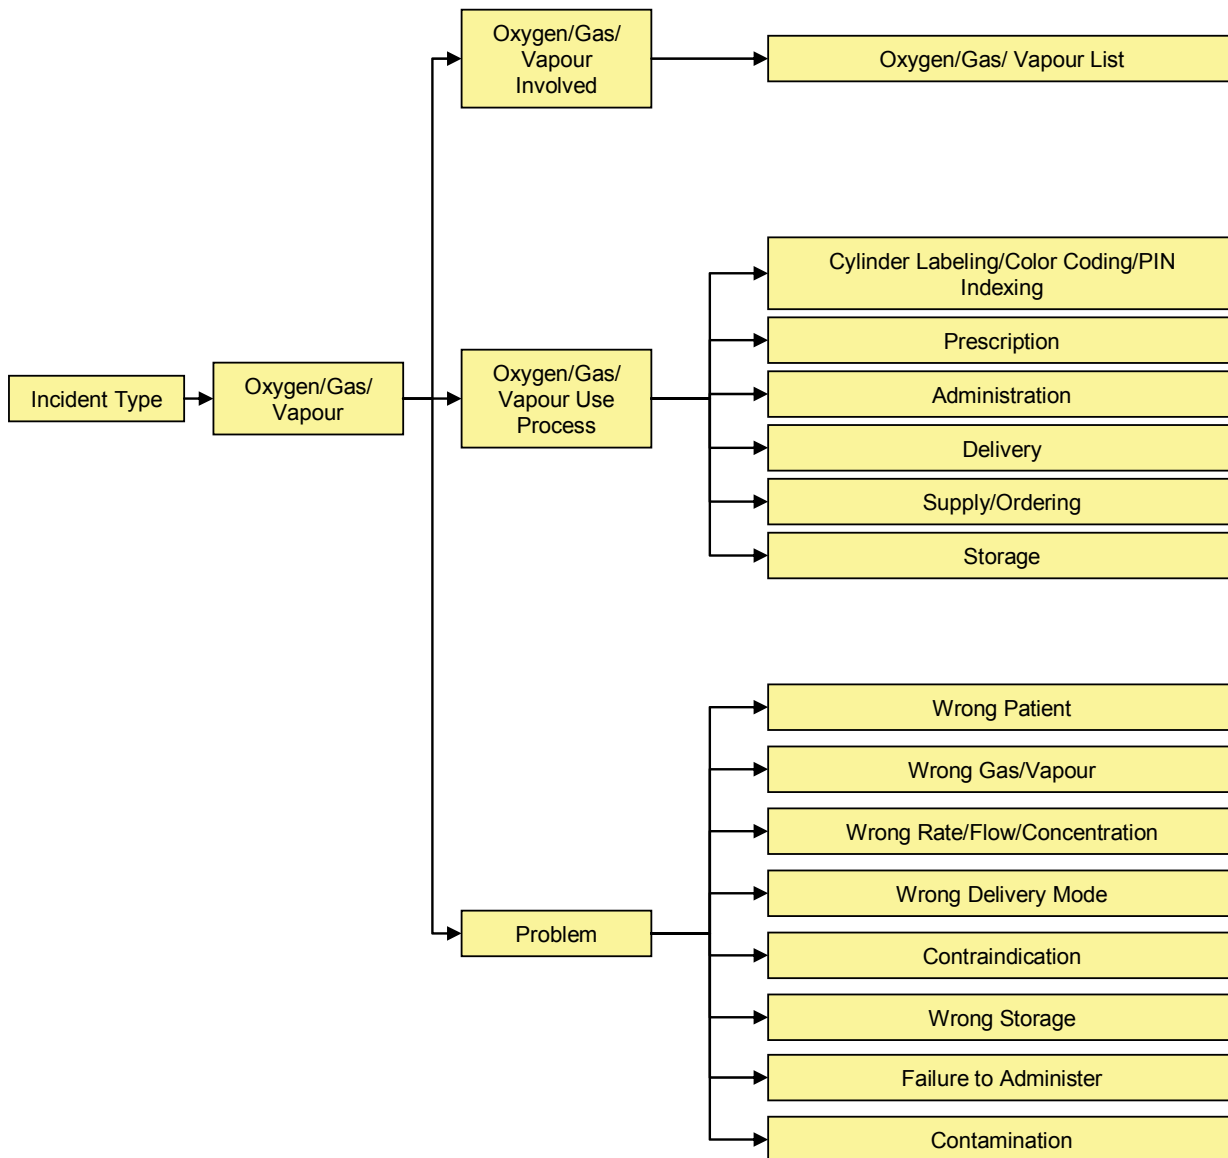 Oxygen/Gas/
Vapour
Involved
Oxygen/Gas/ Vapour List
Cylinder Labeling/Color Coding/PIN
Indexing
Prescription
Incident Type
Oxygen/Gas/
Vapour
Oxygen/Gas/
Vapour Use
Process
Administration
Delivery
Supply/Ordering
Storage
Wrong Patient
Wrong Gas/Vapour
Wrong Rate/Flow/Concentration
Wrong Delivery Mode
Problem
Contraindication
Wrong Storage
Failure to Administer
Contamination